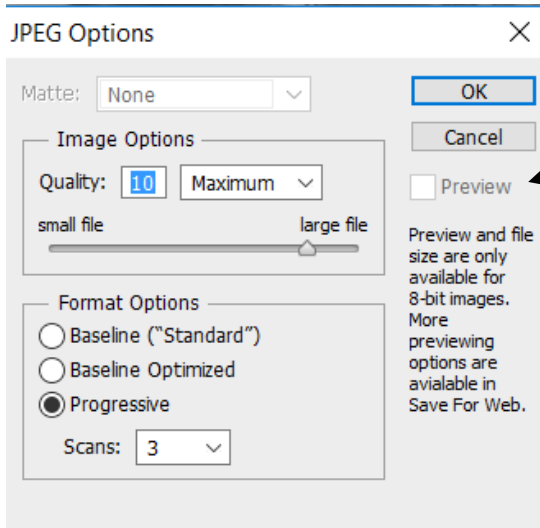 JPEG Options
Matte: None
OK
Image Options
Cancel
Quality: 10 Maximum
Preview
small file large file
Preview and file
size are only
available for
8-bit images.
More
previewing
options are
avialable in
Save For Web.
Format Options
Baseline (“Standard”)
Baseline Optimized
Progressive
Scans: 3